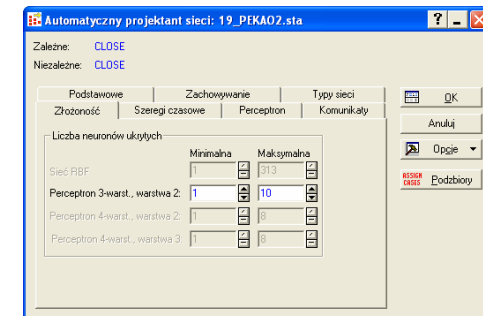 Automatyczny projektant sieci: 19_PEKAO2.sta
Zależne: CLOSE
Niezależne: CLOSE
Podstawowe Zachowywanie Typy sieci
Złożoność Szeregi czasowe Perceptron Komunikaty
Liczba neuronów ukrytych
Minimalna Maksymalna
Sieć RBF 1 313
Perceptron 3-warst., warstwa 2: 1 10
Perceptron 4-warst., warstwa 2: 1 8
Perceptron 4-warst., warstwa 3: 1 8
OK
Anuluj
Opcje
ASSIGN CASES Podzbiory